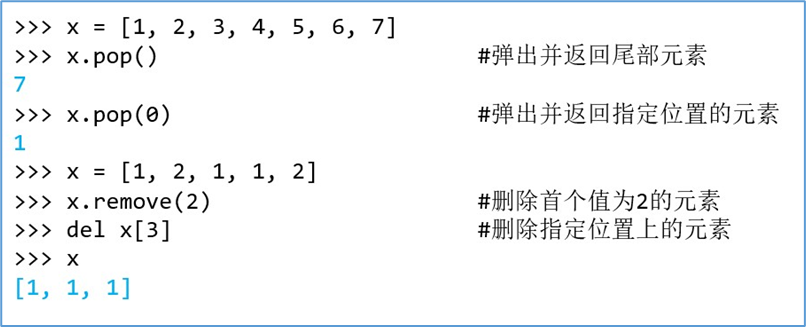 >>> x = [1, 2, 3, 4, 5, 6, 7]
>>> x.pop() #弹出并返回尾部元素
7
>>> x.pop(0) #弹出并返回指定位置的元素
1
>>> x = [1, 2, 1, 1, 2]
>>> x.remove(2) #删除首个值为2的元素
>>> del x[3] #删除指定位置上的元素
>>> x
[1, 1, 1]